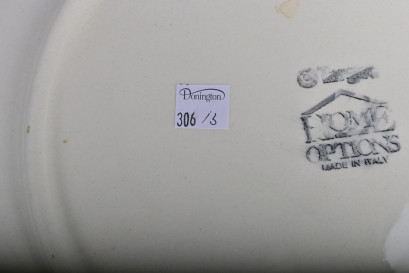 Donington
306 / 3
©
HOME
OPTIONS
MADE IN ITALY